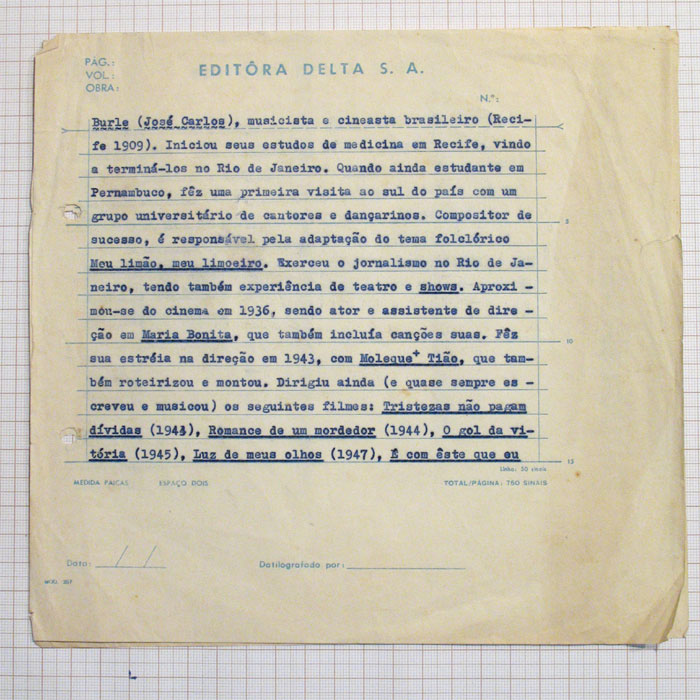 PÁG.:
VOL:
OBRA:
EDITÔRA DELTA S. A.
N.º:
Burle (José Carlos), musicista e cineasta brasileiro (Reci-
fe 1909). Iniciou seus estudos de medicina em Recife, vindo
a terminá-los no Rio de Janeiro. Quando ainda estudante em
Pernambuco, fêz uma primeira visita ao sul do país com um
grupo universitário de cantores e dançarinos. Compositor de
5
sucesso, é responsável pela adaptação do tema folclórico
Meu limão, meu limoeiro. Exerceu o jornalismo no Rio de Ja-
neiro, tendo também experiência de teatro e shows. Aproxi -
mou-se do cinema em 1936, sendo ator e assistente de dire -
ção em Maria Bonita, que também incluía canções suas. Fêz
10
sua estréia na direção em 1943, com Moleque+ Tião, que tam-
bém roteirizou e montou. Dirigiu ainda (e quase sempre es -
creveu e musicou) os seguintes filmes: Tristezas não pagam
dívidas (1943), Romance de um mordedor (1944), O gol da vi-
tória (1945), Luz de meus olhos (1947), É com êste que eu
15
Linha: 50 sinais
MEDIDA PAICAS ESPAÇO DOIS TOTAL/PÁGINA: 750 SINAIS
Data: / / Datilografado por:
MOD. 307